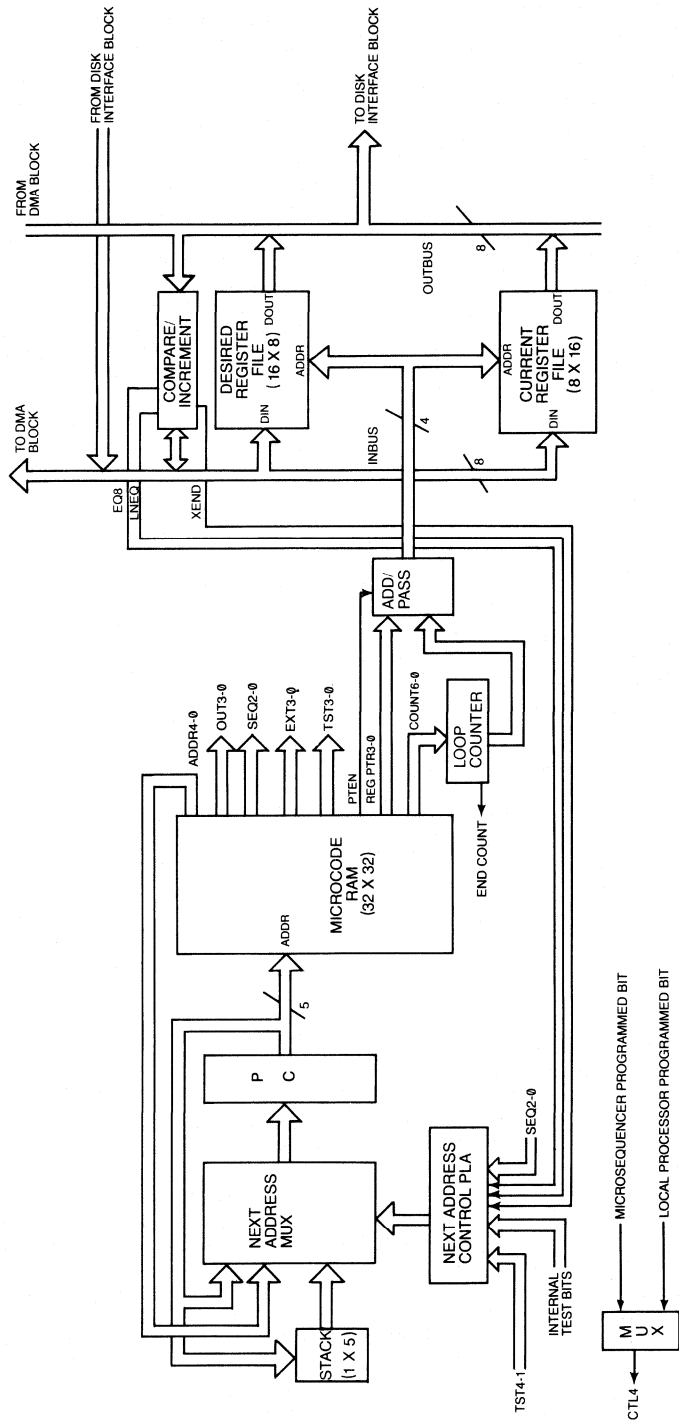 FROM
DMA BLOCK
FROM DISK
INTERFACE BLOCK
TO DMA
BLOCK
TO DISK
INTERFACE BLOCK
EQ8
LNEQ
XEND
COMPARE/
INCREMENT
DESIRED
REGISTER
FILE
(16 X 8)
DIN
ADDR
DOUT
INBUS
4
8
OUTBUS
8
CURRENT
REGISTER
FILE
(8 X 16)
ADDR
DIN
DOUT
ADDR4-0
OUT3-0
SEQ2-0
EXT3-0
TST3-0
PTEN
REG PTR3-0
COUNT6-0
ADD/
PASS
LOOP
COUNTER
END COUNT
MICROCODE
RAM
(32 X 32)
ADDR
5
P
C
NEXT
ADDRESS
MUX
STACK
(1 X 5)
NEXT ADDRESS
CONTROL PLA
SEQ2-0
INTERNAL
TEST BITS
TST4-1
MICROSEQUENCER PROGRAMMED BIT
LOCAL PROCESSOR PROGRAMMED BIT
M
U
X
CTL4